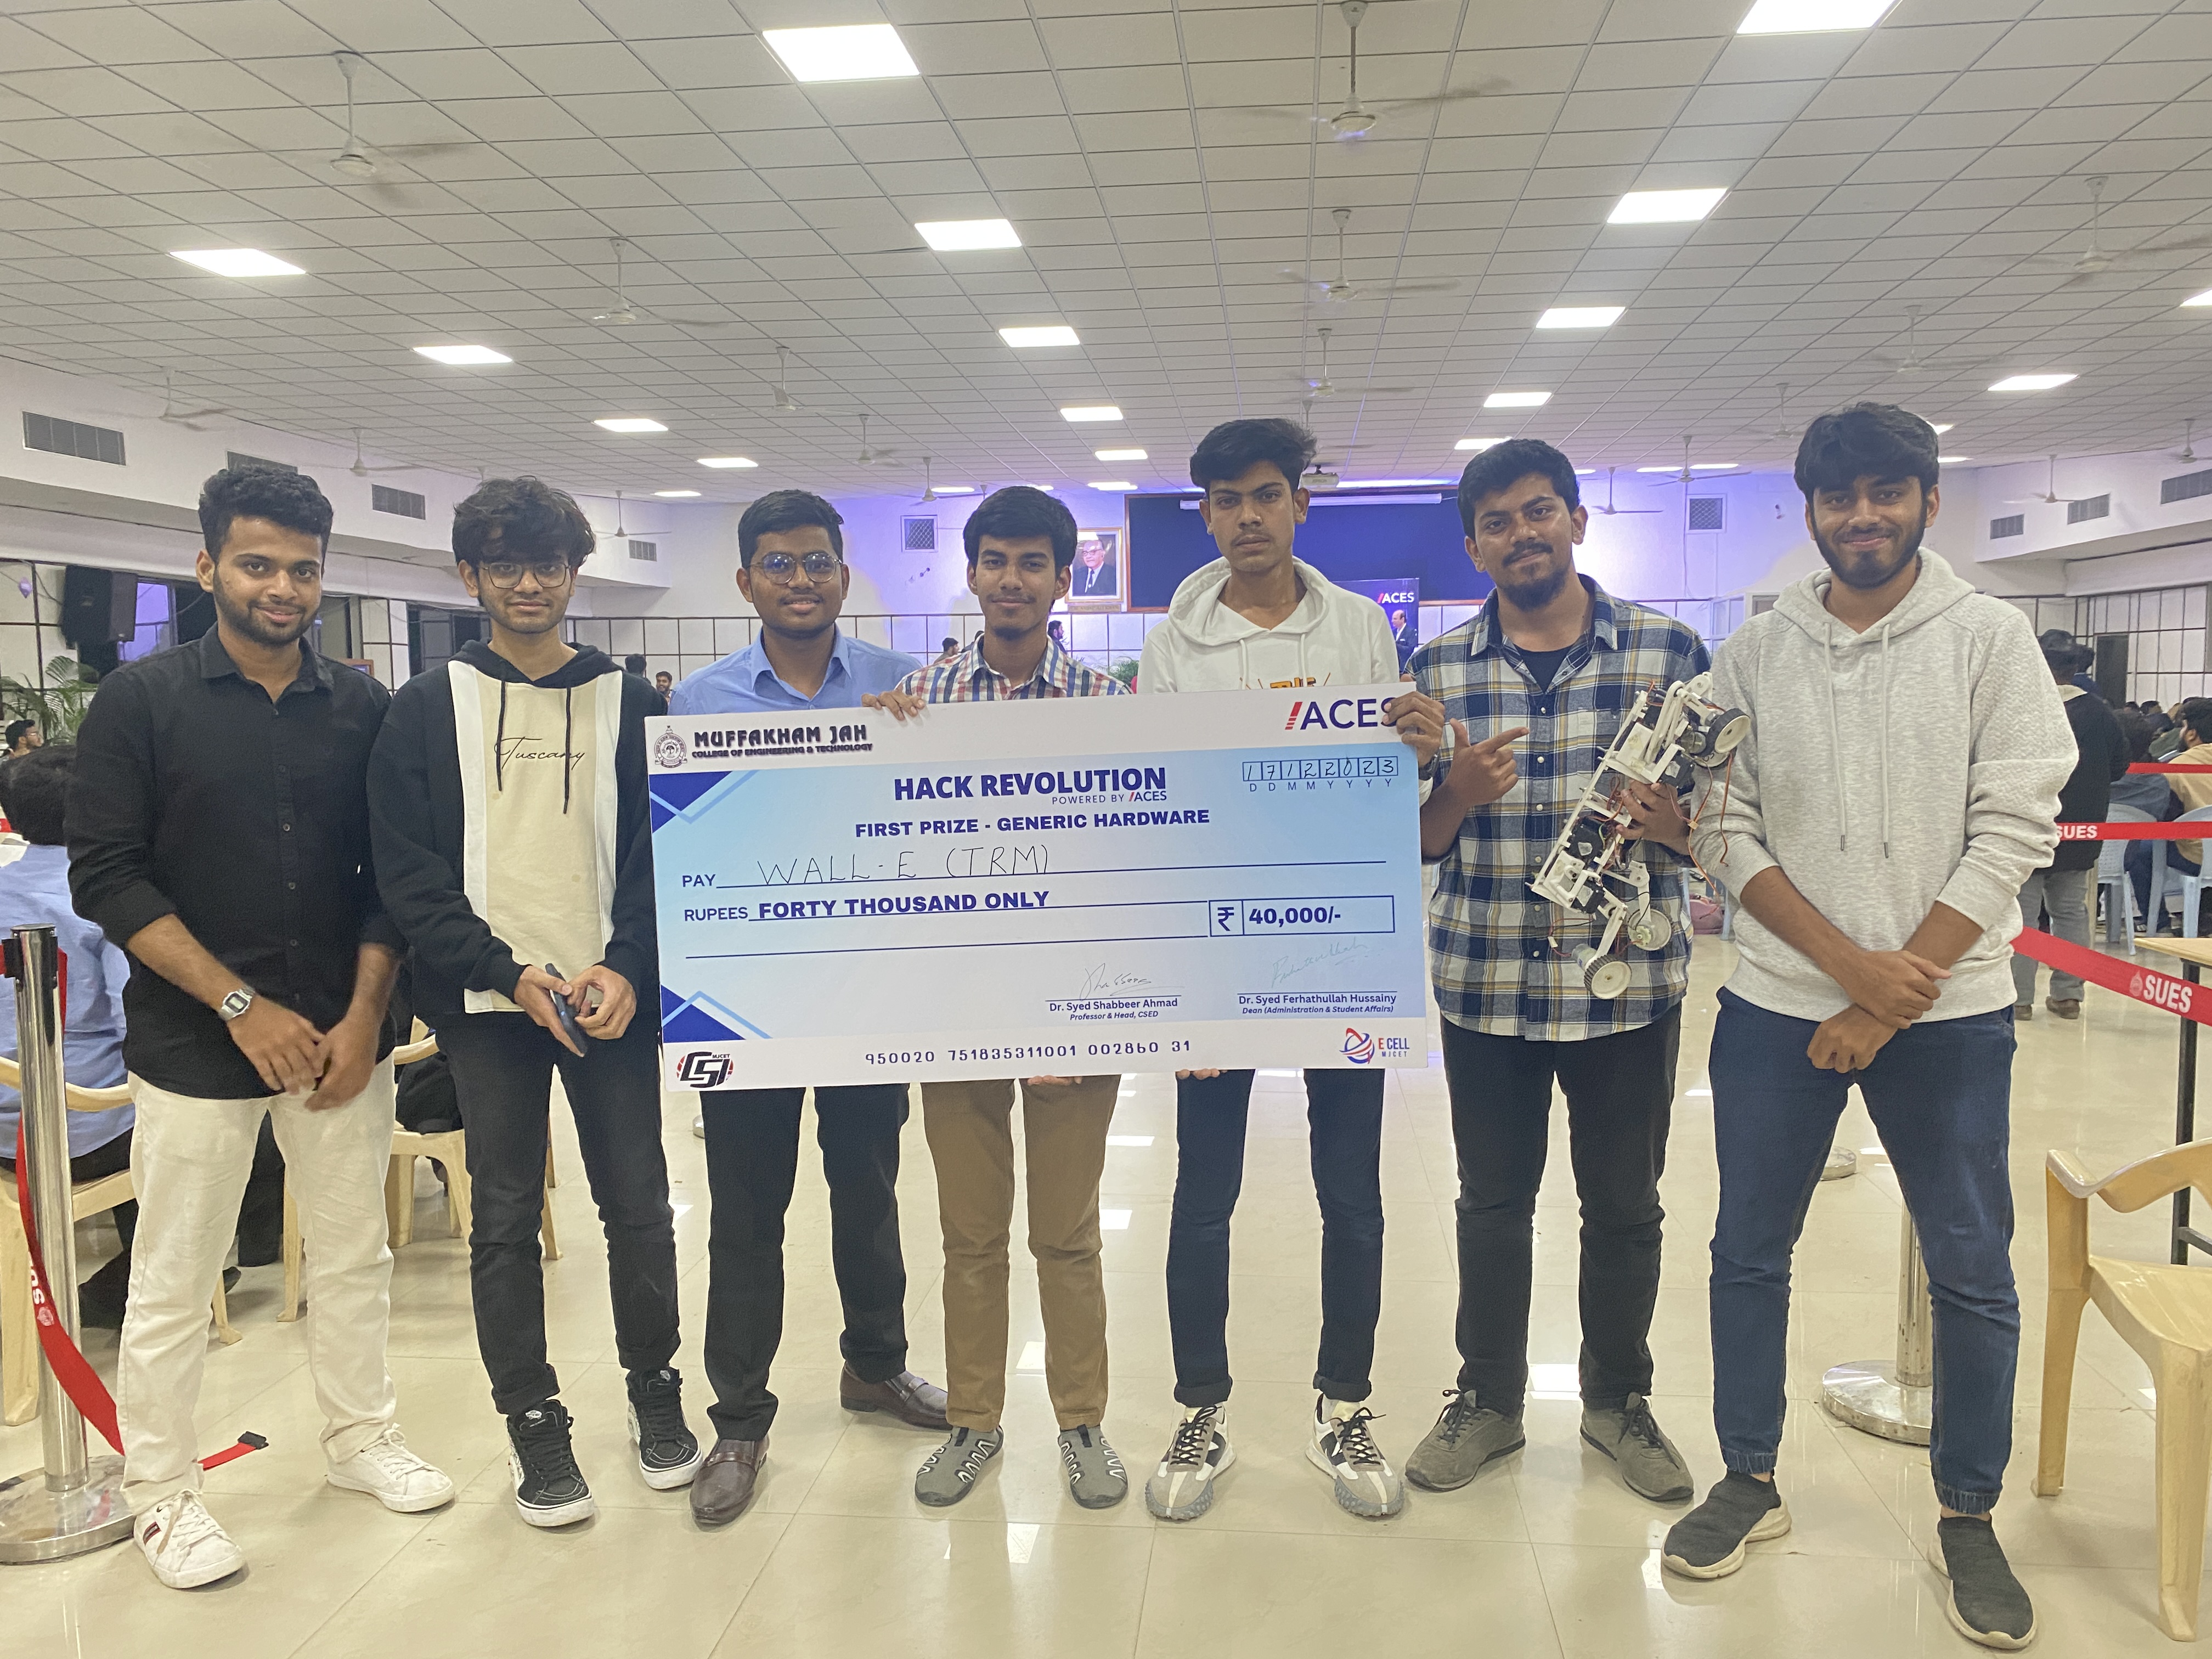 /ACES
Tuscany
MUFFAKHAM JAH
COLLEGE OF ENGINEERING & TECHNOLOGY
/ACES
HACK REVOLUTION
POWERED BY /ACES
17122023
D D M M Y Y Y Y
FIRST PRIZE - GENERIC HARDWARE
PAY WALL-E (TRM)
RUPEES FORTY THOUSAND ONLY
₹ 40,000/-
Dr. Syed Shabbeer Ahmad
Professor & Head, CSED
Dr. Syed Ferhathullah Hussainy
Dean (Administration & Student Affairs)
MJCET
CSI
950020 751835311001 002860 31
E CELL
MJCET
SUES
SUES